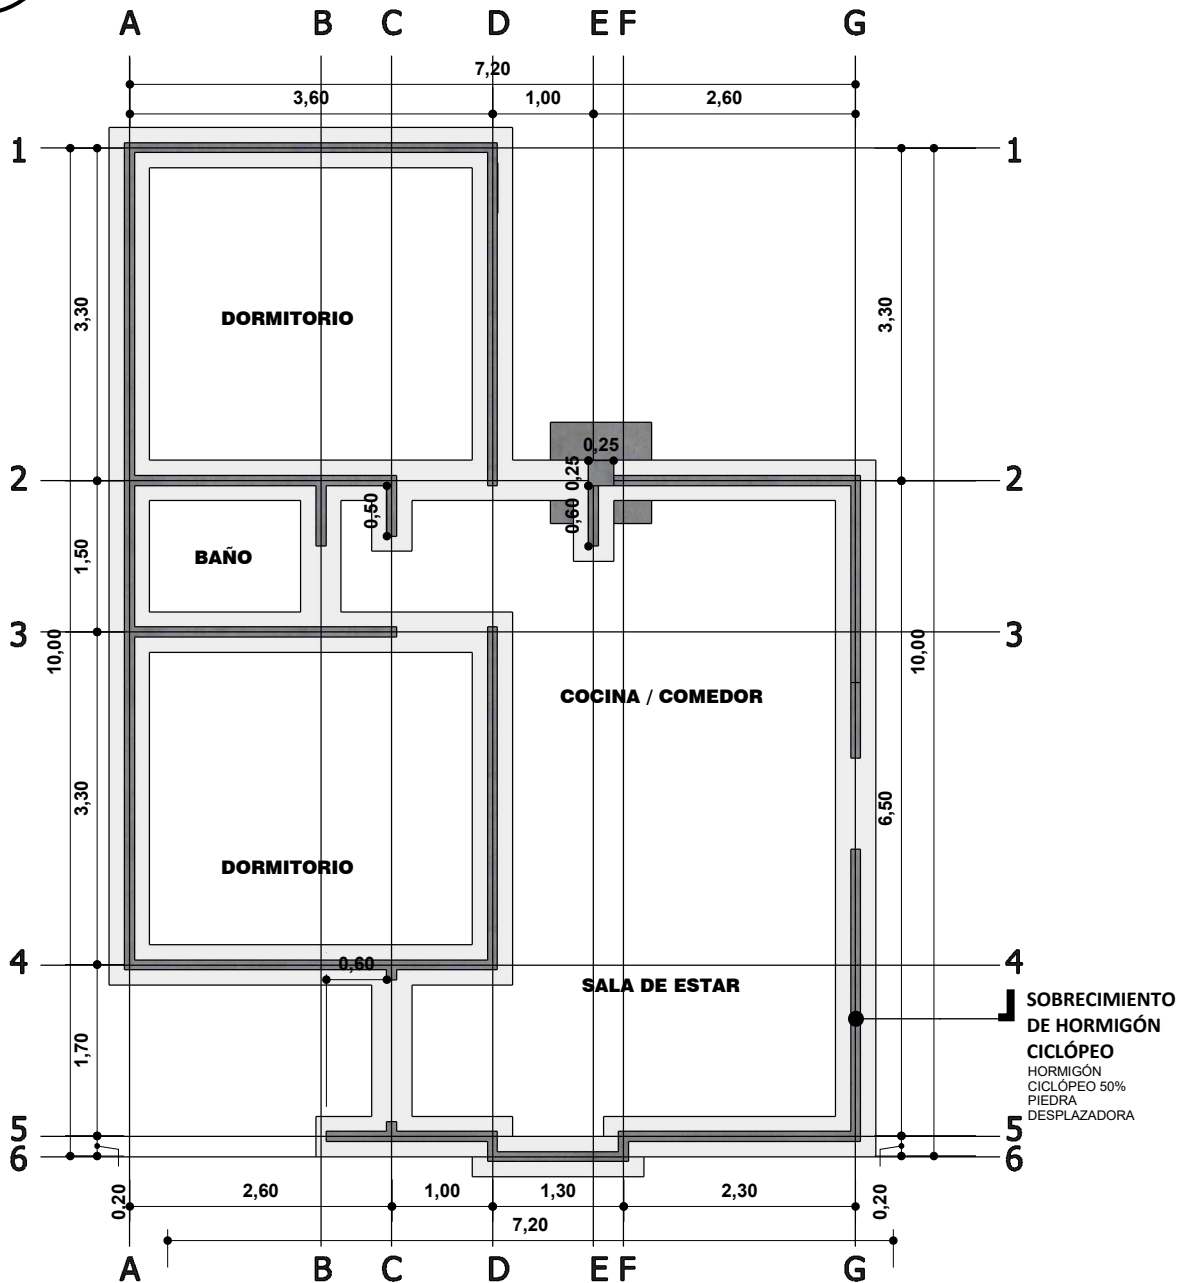 A B C D E F G
7,20
3,60 1,00 2,60
1 1
3,30 3,30
DORMITORIO
0,25
2 0,25 2
0,50 0,60
1,50 BAÑO
3 3
10,00 10,00
COCINA / COMEDOR
3,30 6,50
DORMITORIO
4 0,60 4
SALA DE ESTAR
SOBRECIMIENTO
DE HORMIGÓN
CICLÓPEO
HORMIGÓN
CICLÓPEO 50%
PIEDRA
DESPLAZADORA
1,70
5 5
6 6
0,20 2,60 1,00 1,30 2,30 0,20
7,20
A B C D E F G